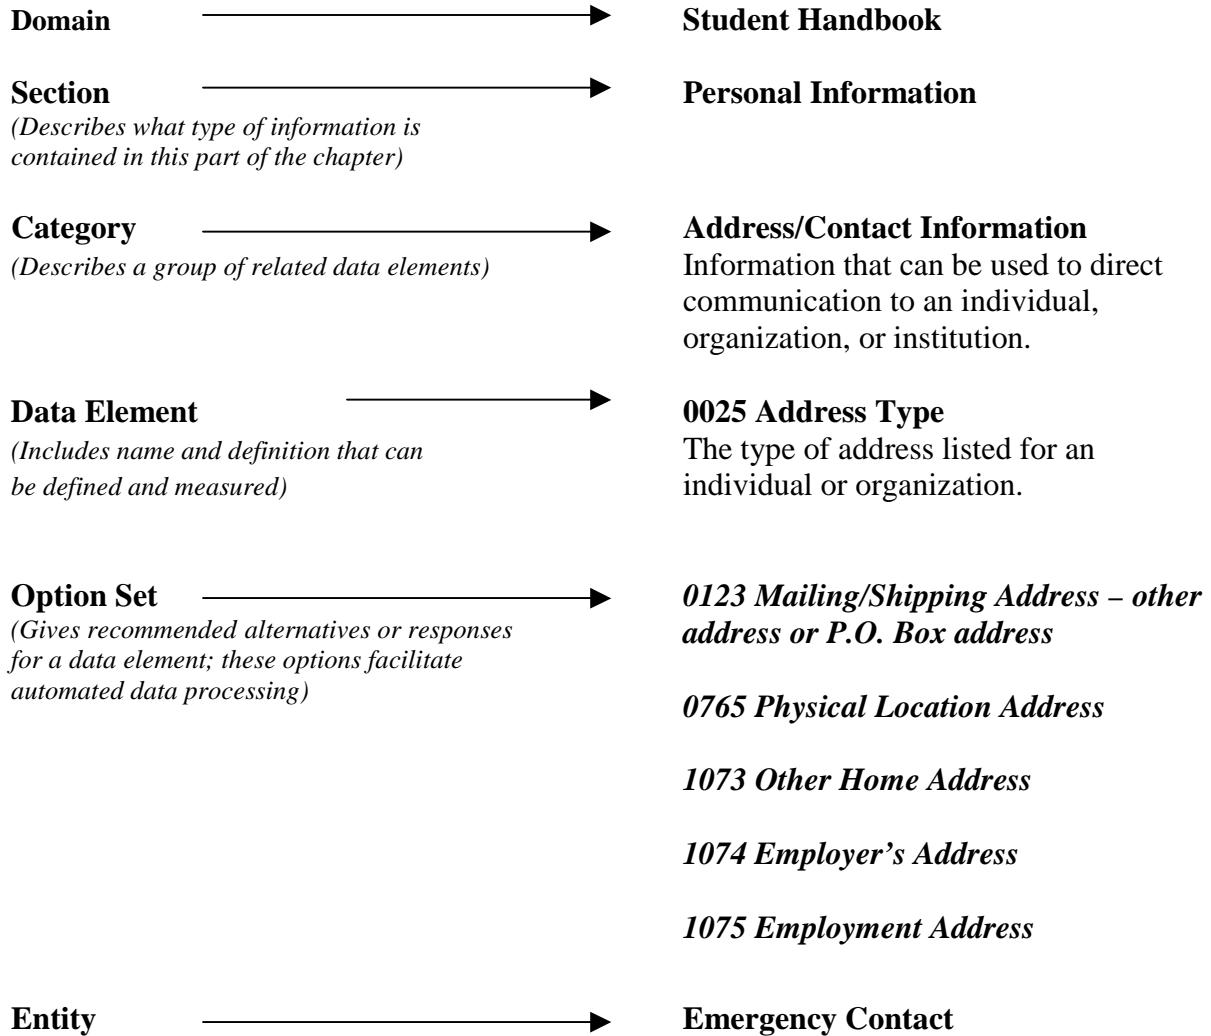 Domain
Student Handbook
Section
Personal Information
(Describes what type of information is
contained in this part of the chapter)
Category
Address/Contact Information
(Describes a group of related data elements)
Information that can be used to direct
communication to an individual,
organization, or institution.
Data Element
0025 Address Type
(Includes name and definition that can
be defined and measured)
The type of address listed for an
individual or organization.
Option Set
0123 Mailing/Shipping Address – other
address or P.O. Box address
(Gives recommended alternatives or responses
for a data element; these options facilitate
automated data processing)
0765 Physical Location Address
1073 Other Home Address
1074 Employer’s Address
1075 Employment Address
Entity
Emergency Contact